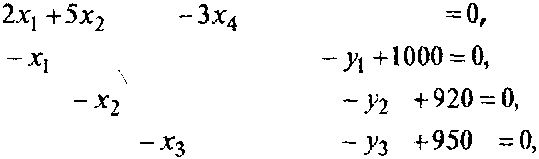 2x₁ + 5x₂ - 3x₄ = 0,
- x₁ - y₁ + 1000 = 0,
- x₂ - y₂ + 920 = 0,
- x₃ - y₃ + 950 = 0,